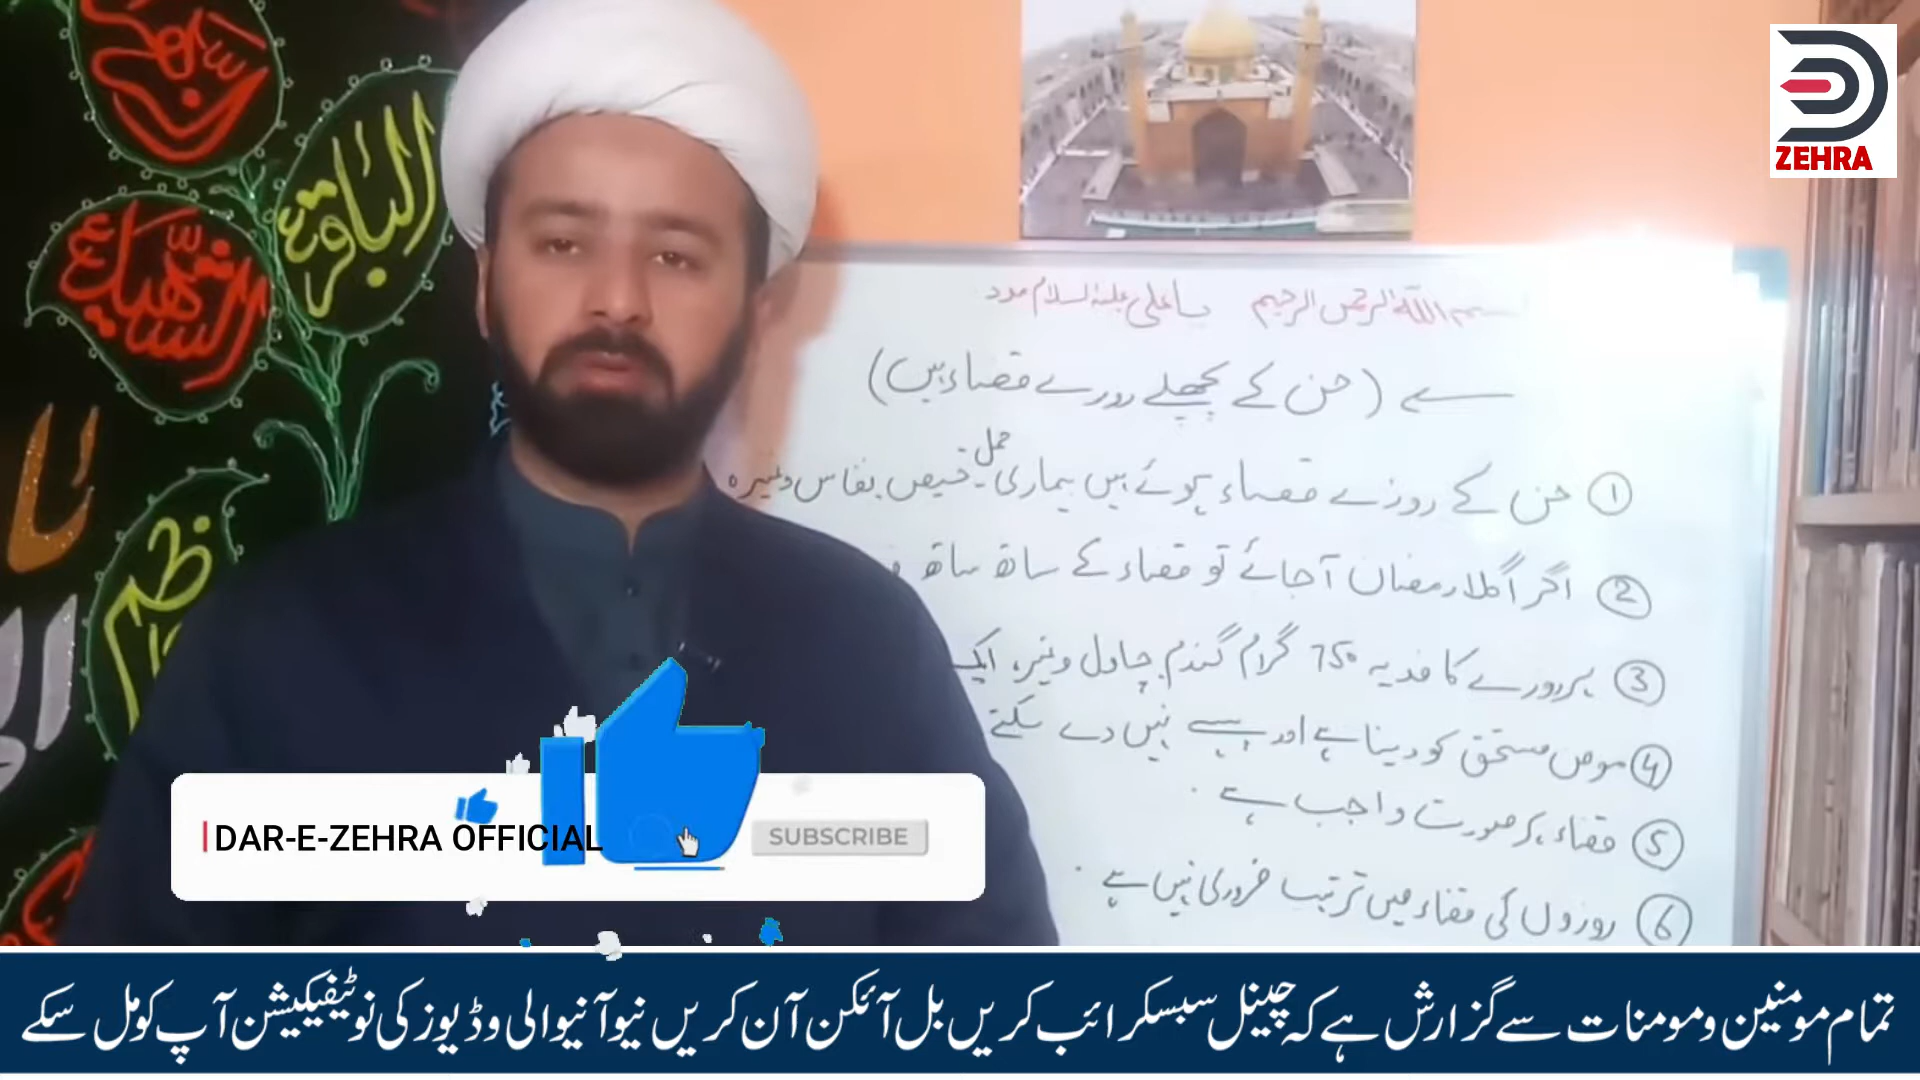 ZEHRA
الباقرع
بسم اللہ الرحمن الرحیم یا علی علیہ السلام مدد
(جن کے پچھلے روزے قضاء ہیں)
① جن کے روزے قضاء ہوئے ہیں بیماری۔ حمل حیض، نفاس وغیرہ
② اگر اگلا رمضان آجائے تو قضاء کے ساتھ ساتھ
③ ہر روزے کا فدیہ 750 گرام گندم چاول وغیرہ، ایک
④ مومن مستحق کو دینا ہے اور پیسے نہیں دے سکتے
⑤ قضاء ہر صورت واجب ہے۔
⑥ روزوں کی قضاء میں ترتیب ضروری نہیں ہے۔
DAR-E-ZEHRA OFFICIAL
SUBSCRIBE
تمام مومنین و مومنات سے گزارش ہے کہ چینل سبسکرائب کریں بل آئکن آن کریں نیو آنیوالی وڈیوز کی نوٹیفیکیشن آپ کو مل سکے